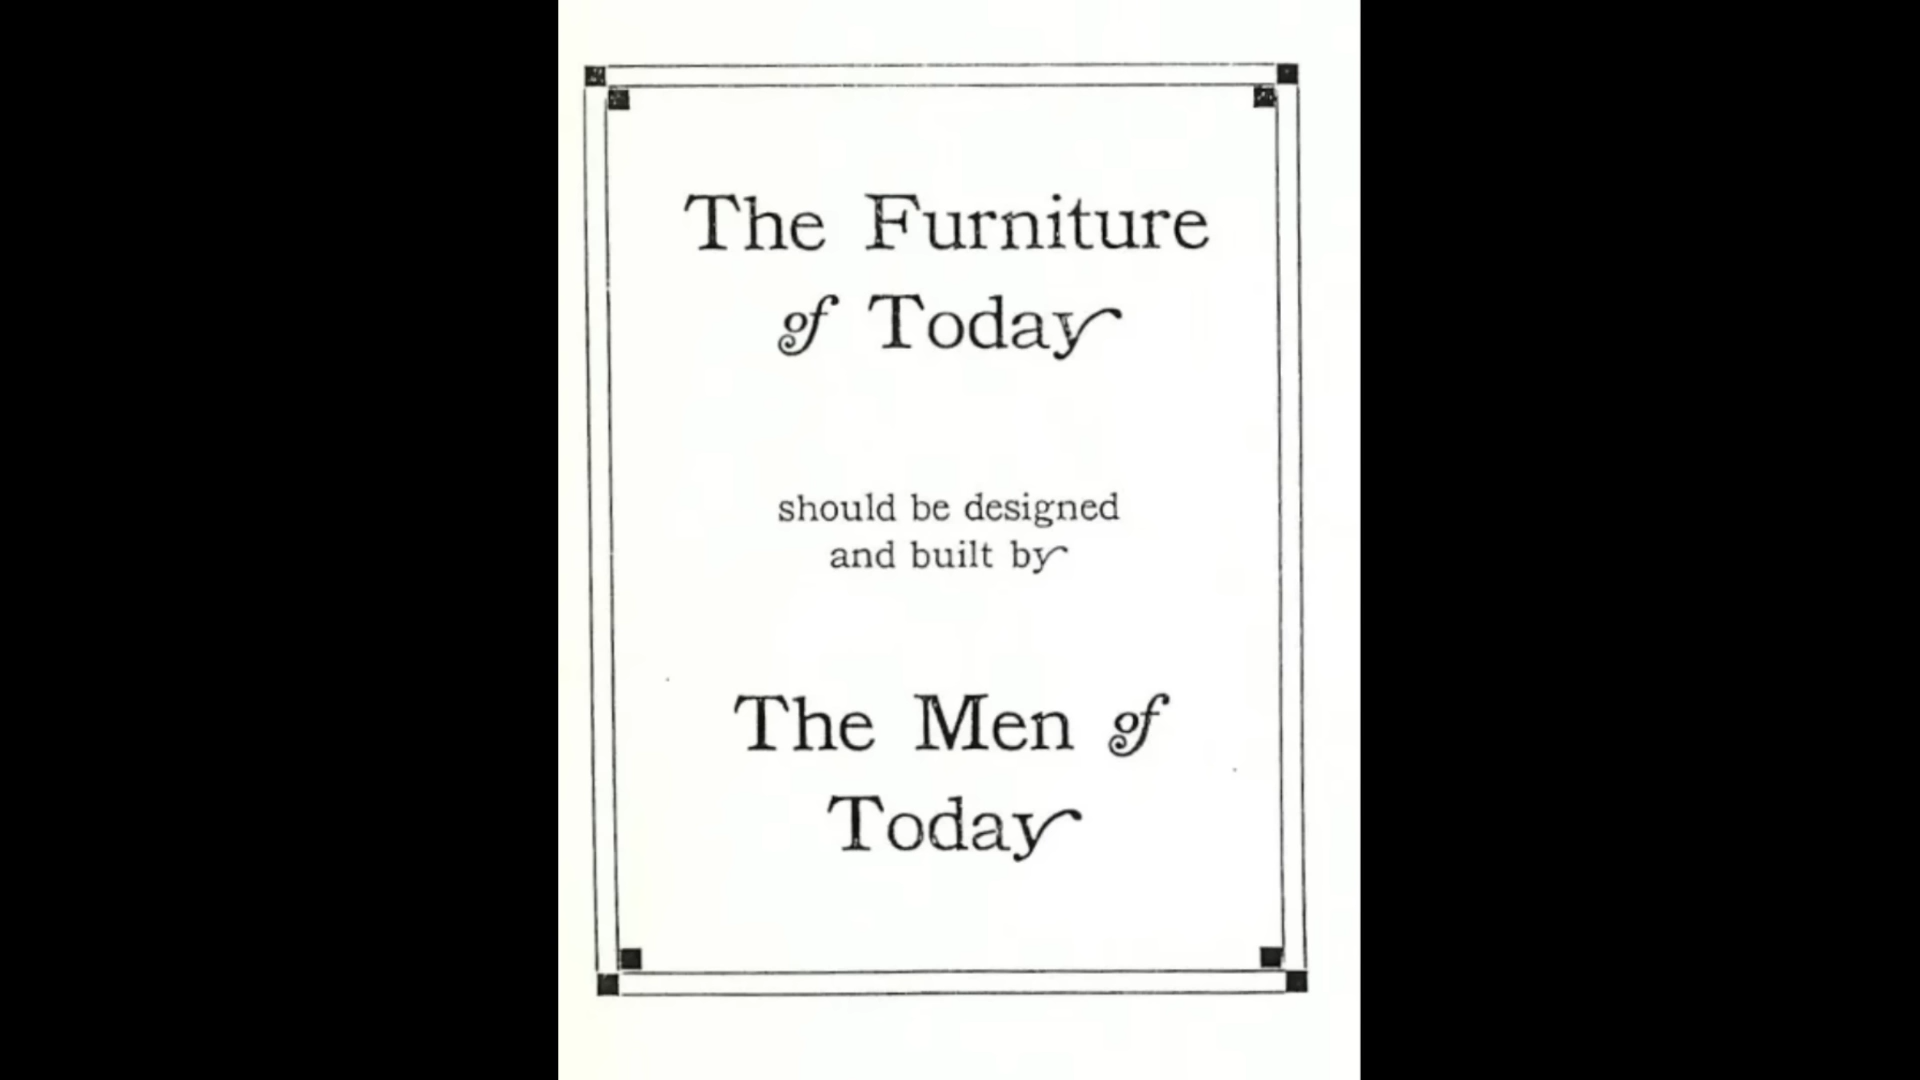 The Furniture
of Today
should be designed
and built by
The Men of
Today